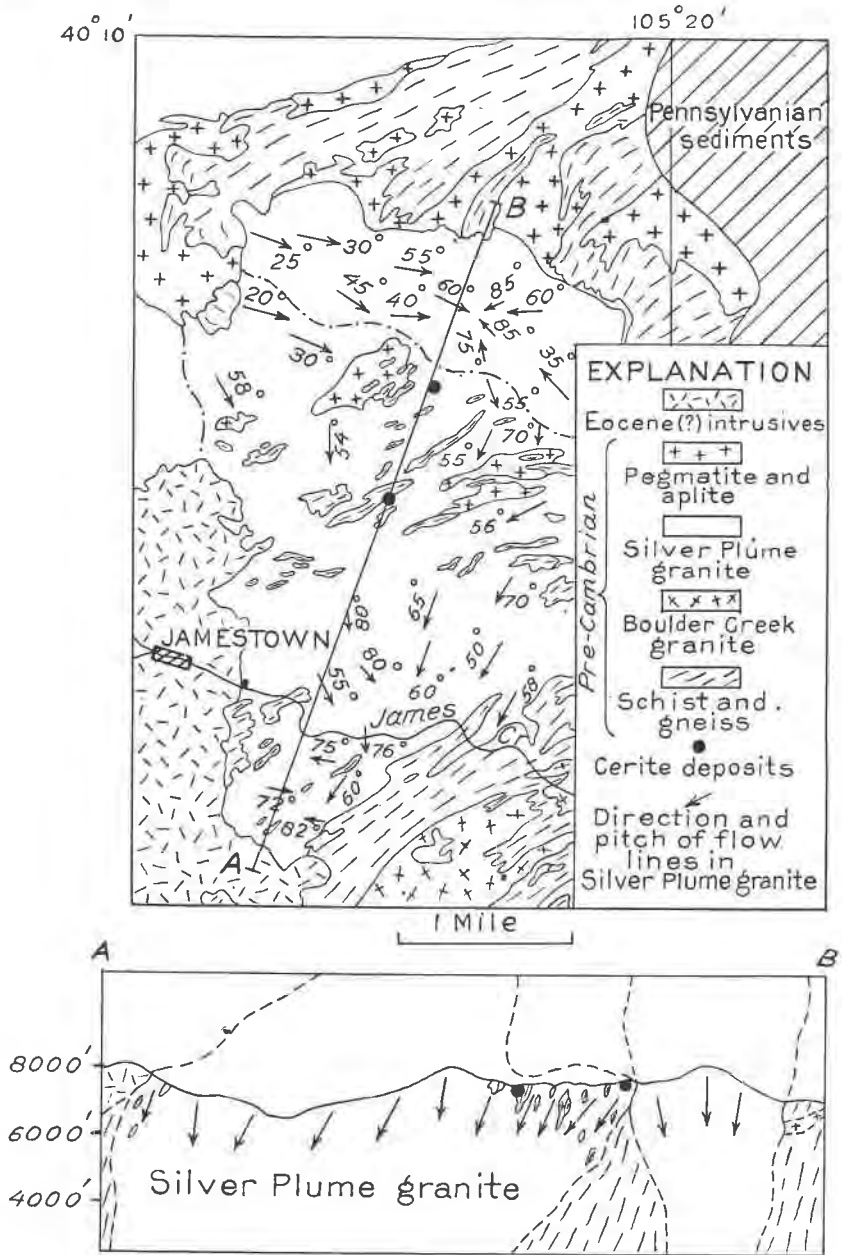 40°10'
105°20'
Pennsylvanian
sediments
B
25°
30°
55°
20°
45°
40°
60°
85°
60°
85°
75°
35°
30°
58°
54°
55°
70°
55°
56°
70°
65°
80°
80°
50°
60°
55°
58°
JAMESTOWN
James
75°
76°
60°
72°
82°
A
EXPLANATION
Eocene(?) intrusives
Pegmatite and
aplite
Silver Plume
granite
Boulder Creek
granite
Schist and
gneiss
Pre-Cambrian
Cerite deposits
Direction and
pitch of flow
lines in
Silver Plume granite
1 Mile
A
B
8000'
6000'
4000'
Silver Plume granite